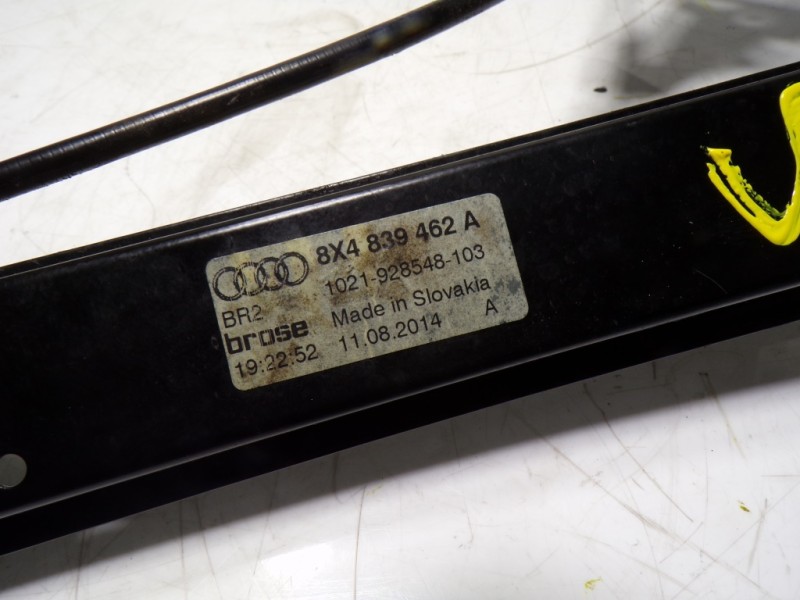 8X4 839 462 A
1021-928548-103
BR2
Made in Slovakia
brose
11.08.2014 A
19:22:52